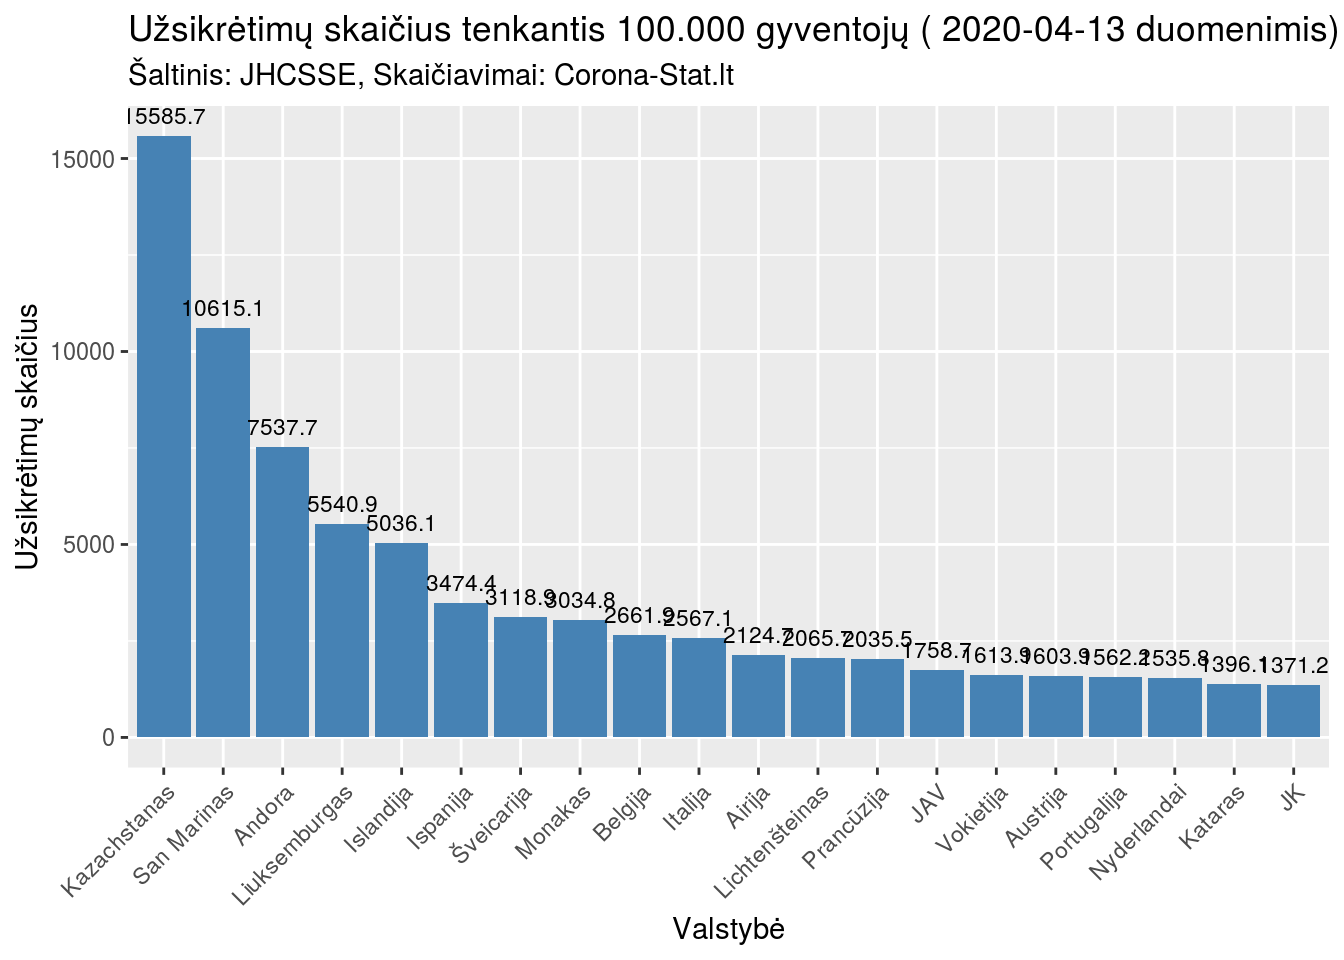 Užsikrėtimų skaičius tenkantis 100.000 gyventojų ( 2020-04-13 duomenimis)
Šaltinis: JHCSSE, Skaičiavimai: Corona-Stat.lt
Užsikrėtimų skaičius
15000
10000
5000
0
15585.7
10615.1
7537.7
5540.9
5036.1
3474.4
3118.9
3034.8
2661.9
2567.1
2124.7
2065.7
2035.5
1758.7
1613.9
1603.9
1562.2
1535.8
1396.1
1371.2
Kazachstanas
San Marinas
Andora
Liuksemburgas
Islandija
Ispanija
Šveicarija
Monakas
Belgija
Italija
Airija
Lichtenšteinas
Prancūzija
JAV
Vokietija
Austrija
Portugalija
Nyderlandai
Kataras
JK
Valstybė